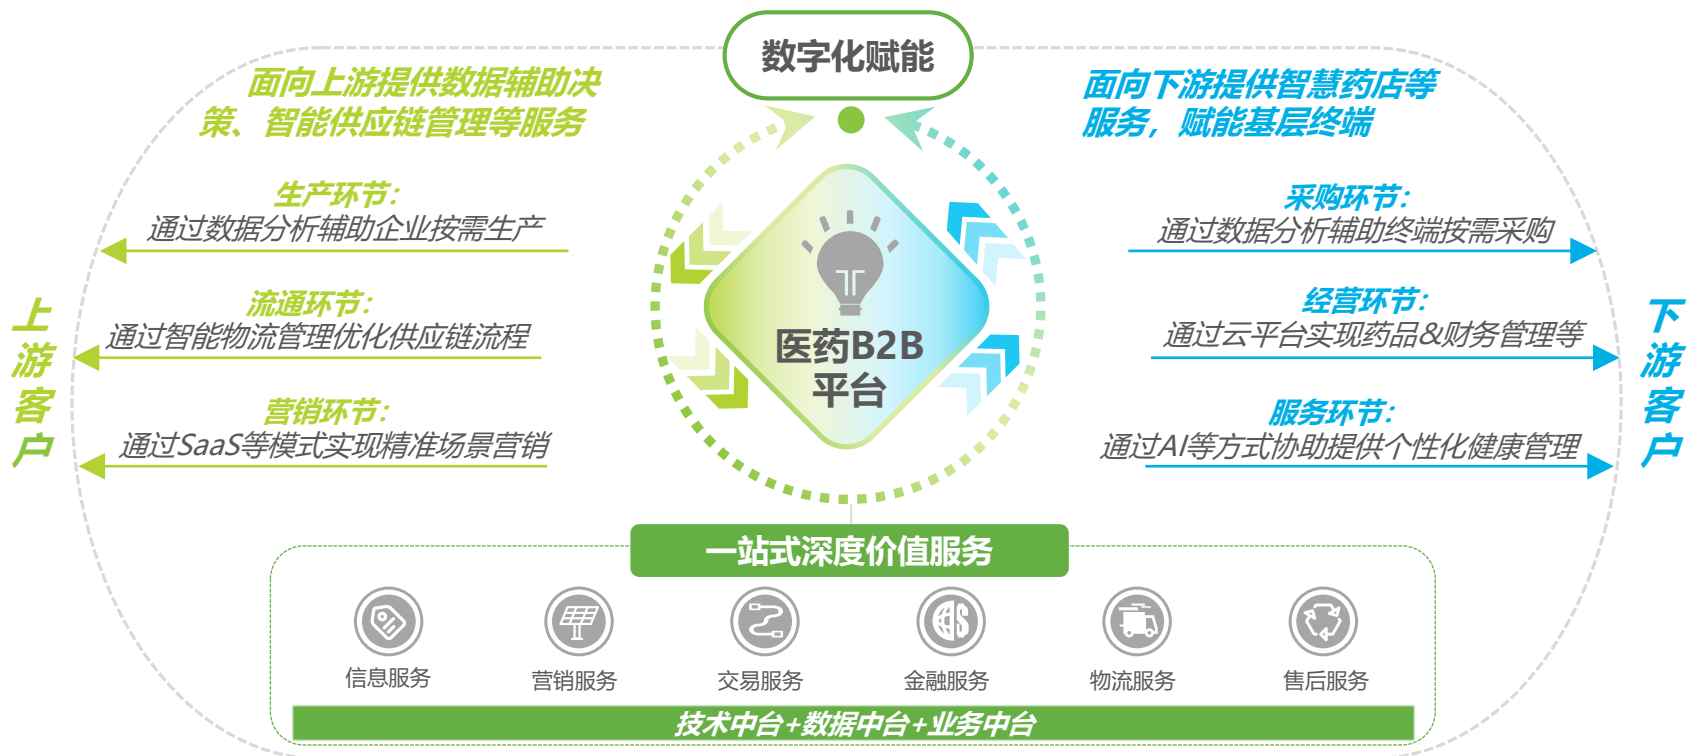 数字化赋能
面向上游提供数据辅助决
策、智能供应链管理等服务
生产环节：
通过数据分析辅助企业按需生产
流通环节：
通过智能物流管理优化供应链流程
营销环节：
通过SaaS等模式实现精准场景营销
上游客户
医药B2B
平台
面向下游提供智慧药店等
服务，赋能基层终端
采购环节：
通过数据分析辅助终端按需采购
经营环节：
通过云平台实现药品&财务管理等
服务环节：
通过AI等方式协助提供个性化健康管理
下游客户
一站式深度价值服务
信息服务
营销服务
交易服务
金融服务
物流服务
售后服务
技术中台+数据中台+业务中台